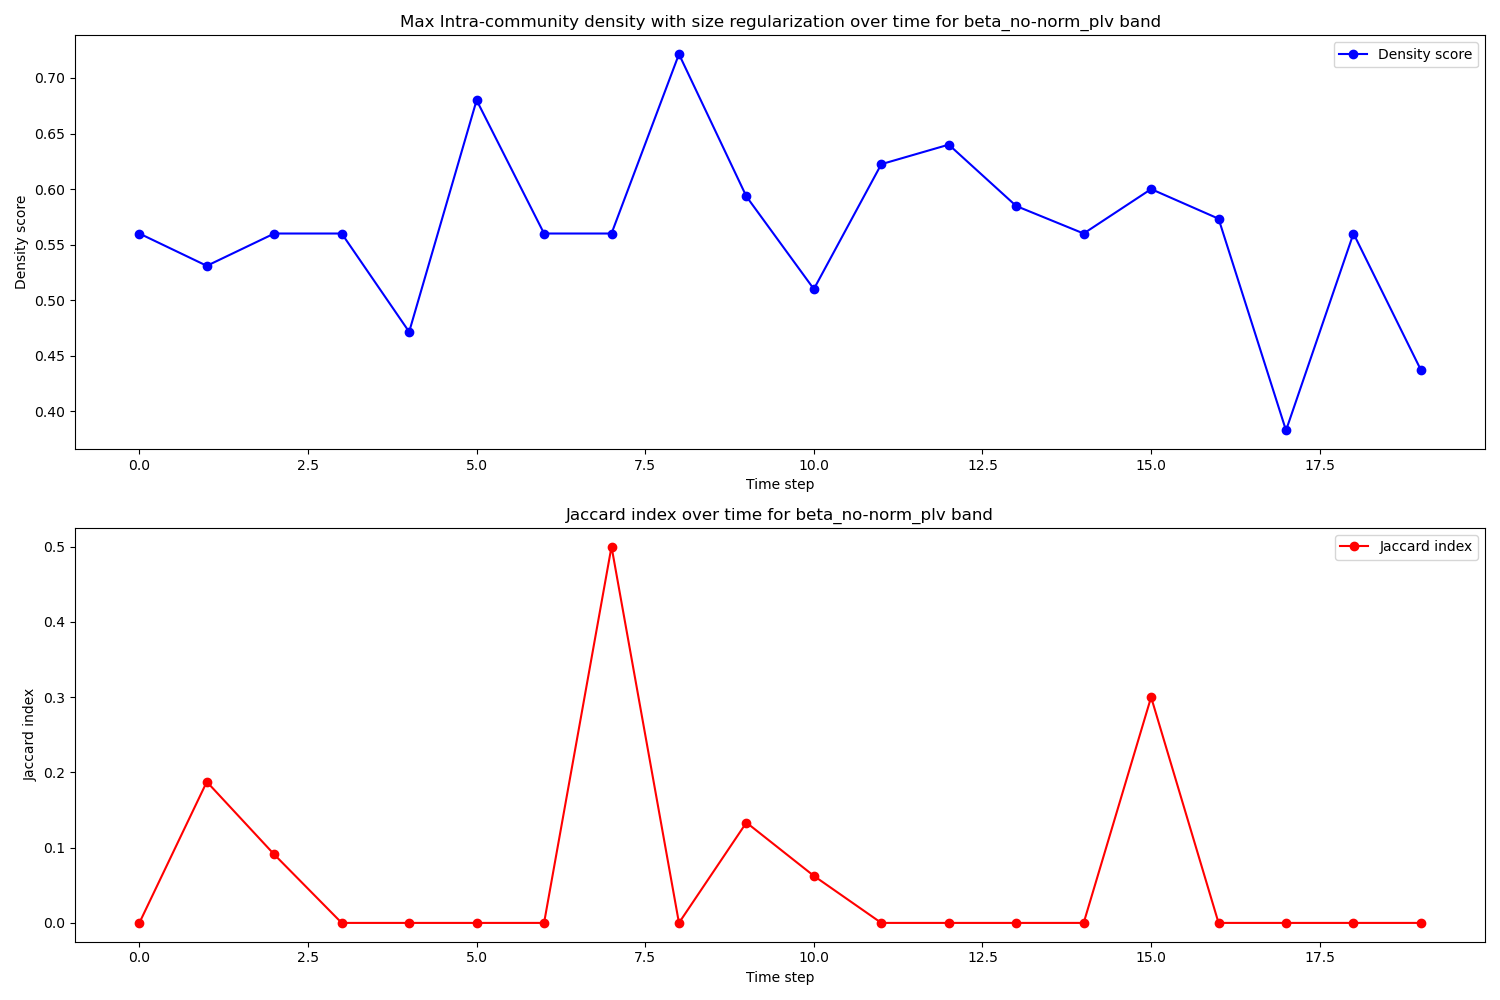 Max Intra-community density with size regularization over time for beta_no-norm_plv band
Density score
0.70
0.65
0.60
0.55
0.50
0.45
0.40
Density score
0.0 2.5 5.0 7.5 10.0 12.5 15.0 17.5
Time step
Jaccard index over time for beta_no-norm_plv band
Jaccard index
0.5
0.4
0.3
0.2
0.1
0.0
Jaccard index
0.0 2.5 5.0 7.5 10.0 12.5 15.0 17.5
Time step